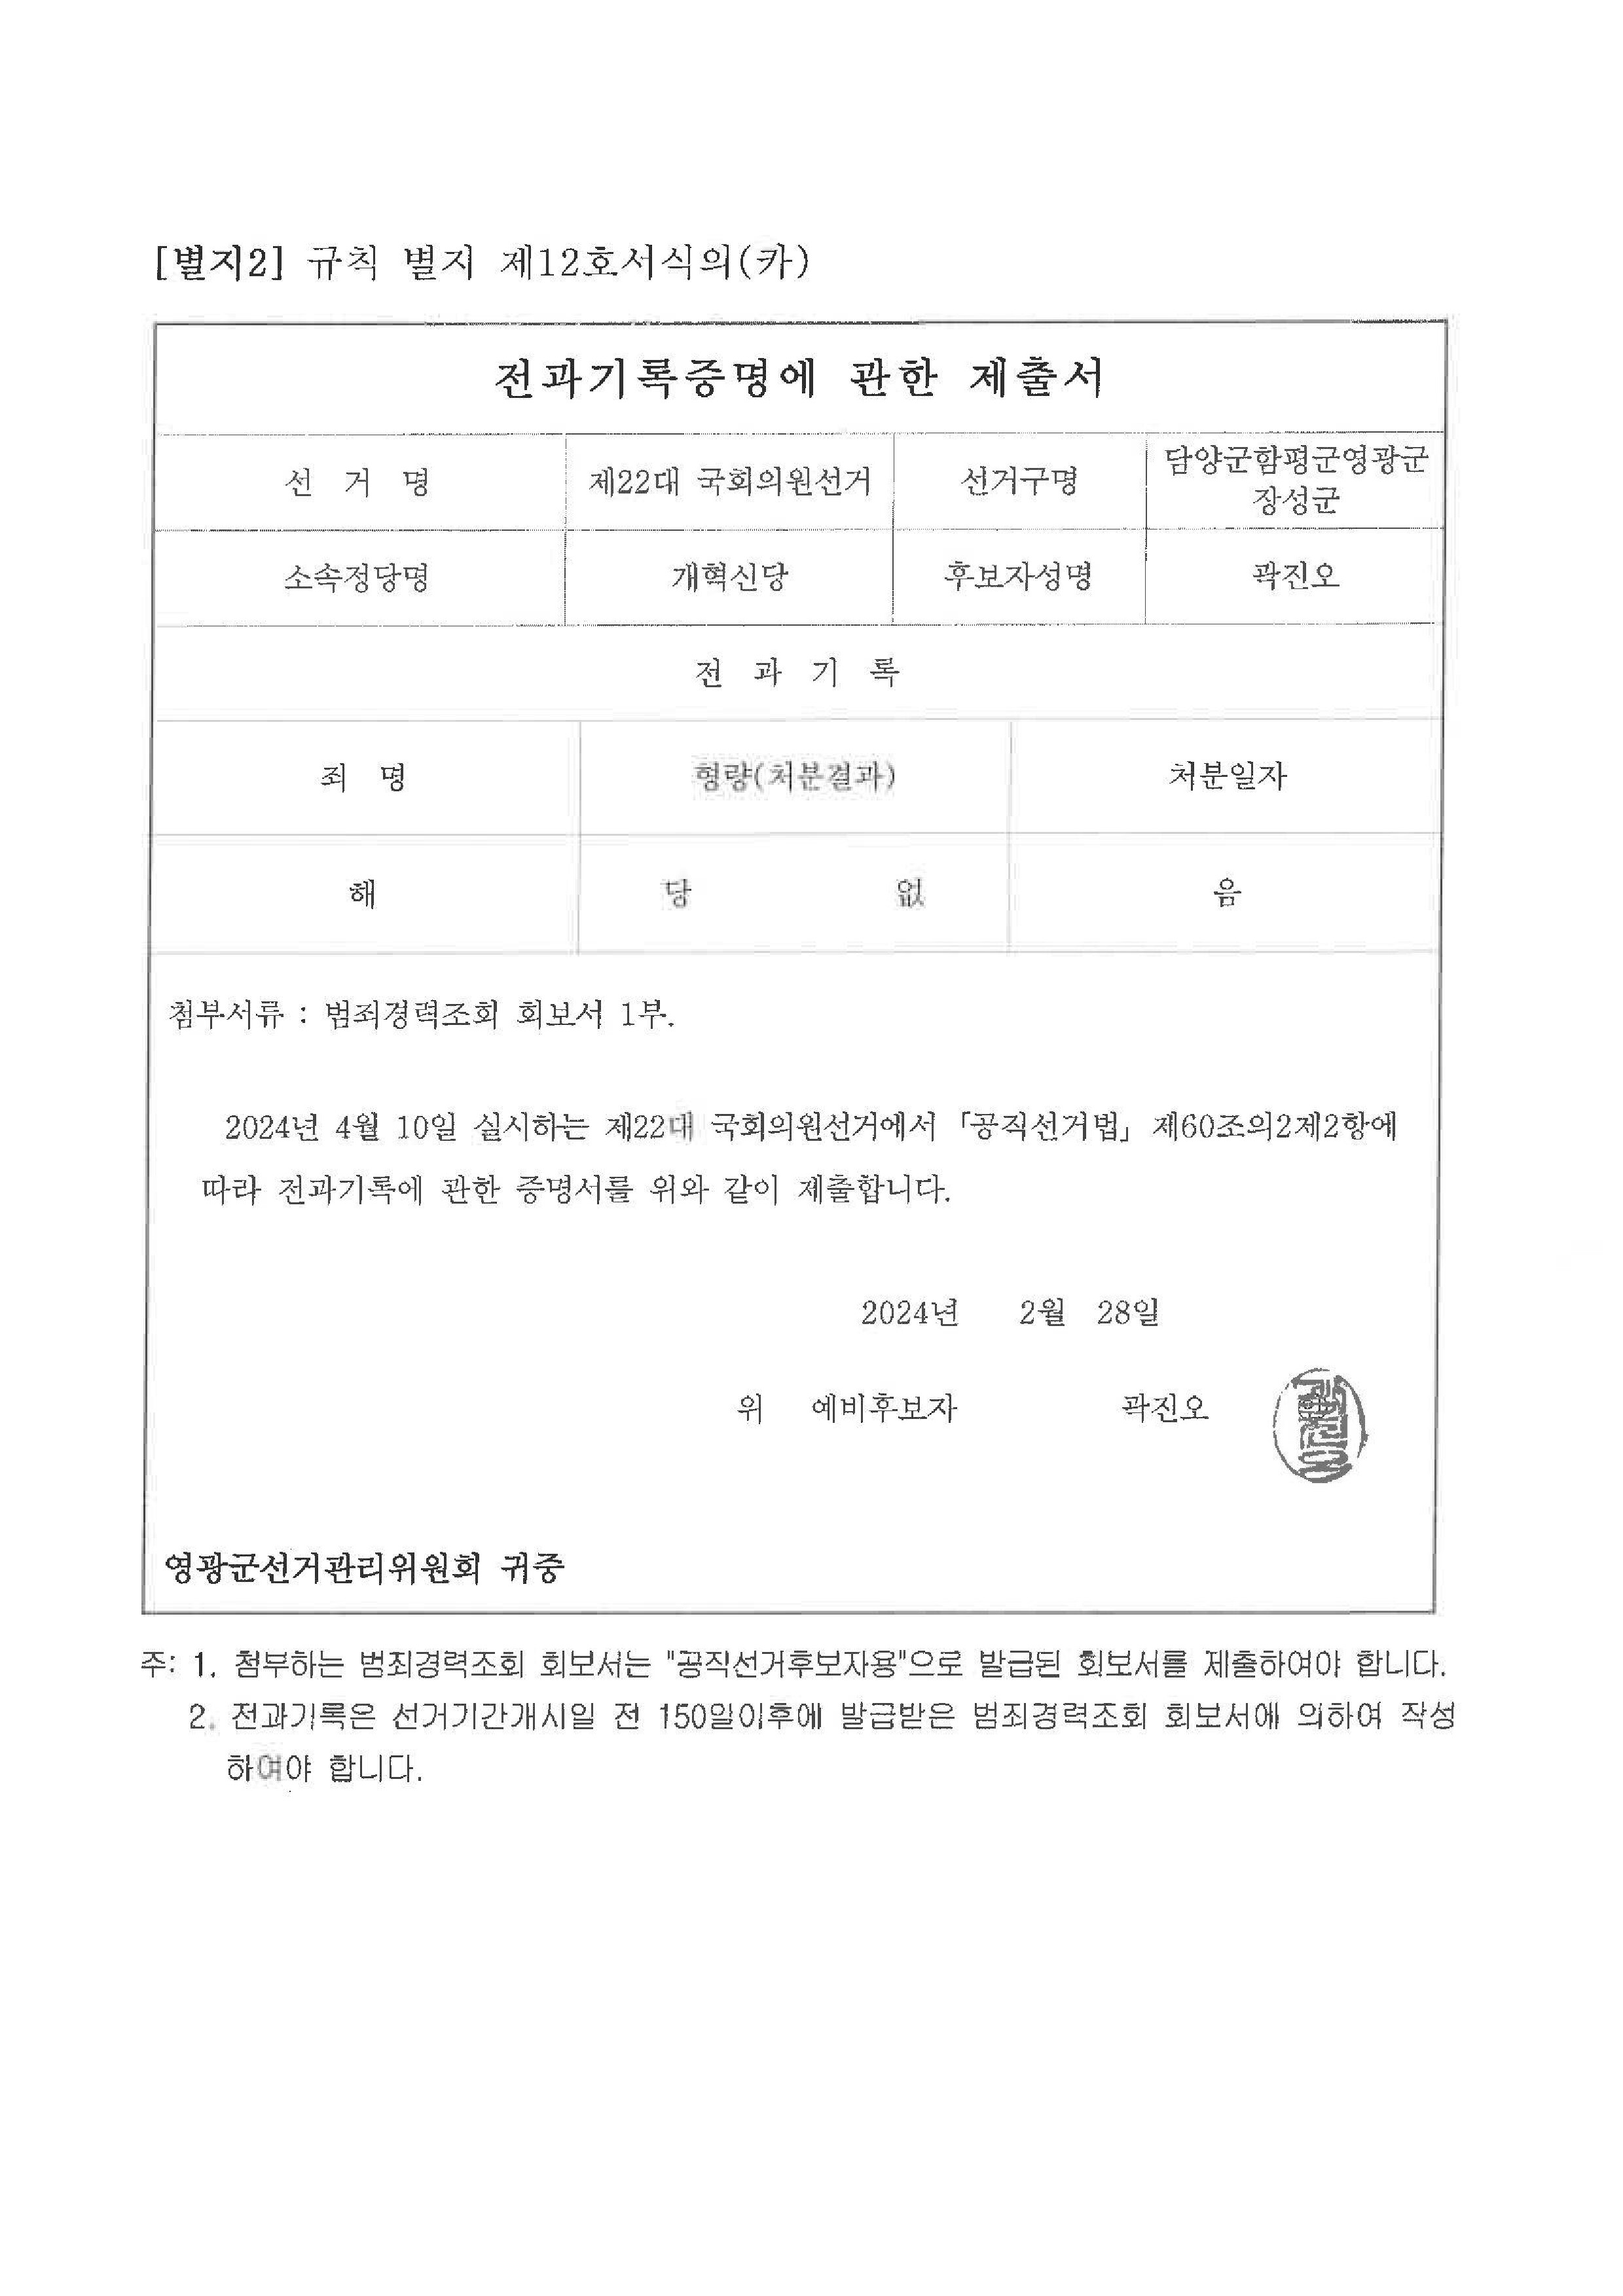 [별지2] 규칙 별지 제12호서식의(카)
전과기록증명에 관한 제출서
선 거 명 제22대 국회의원선거 선거구명 담양군함평군영광군
장성군
소속정당명 개혁신당 후보자성명 곽진오
전 과 기 록
죄 명 형량(처분결과) 처분일자
해 당 없 음
첨부서류 : 범죄경력조회 회보서 1부.
2024년 4월 10일 실시하는 제22대 국회의원선거에서 「공직선거법」 제60조의2제2항에
따라 전과기록에 관한 증명서를 위와 같이 제출합니다.
2024년 2월 28일
위 예비후보자 곽진오
영광군선거관리위원회 귀중
주: 1. 첨부하는 범죄경력조회 회보서는 "공직선거후보자용"으로 발급된 회보서를 제출하여야 합니다.
2. 전과기록은 선거기간개시일 전 150일이후에 발급받은 범죄경력조회 회보서에 의하여 작성
하여야 합니다.